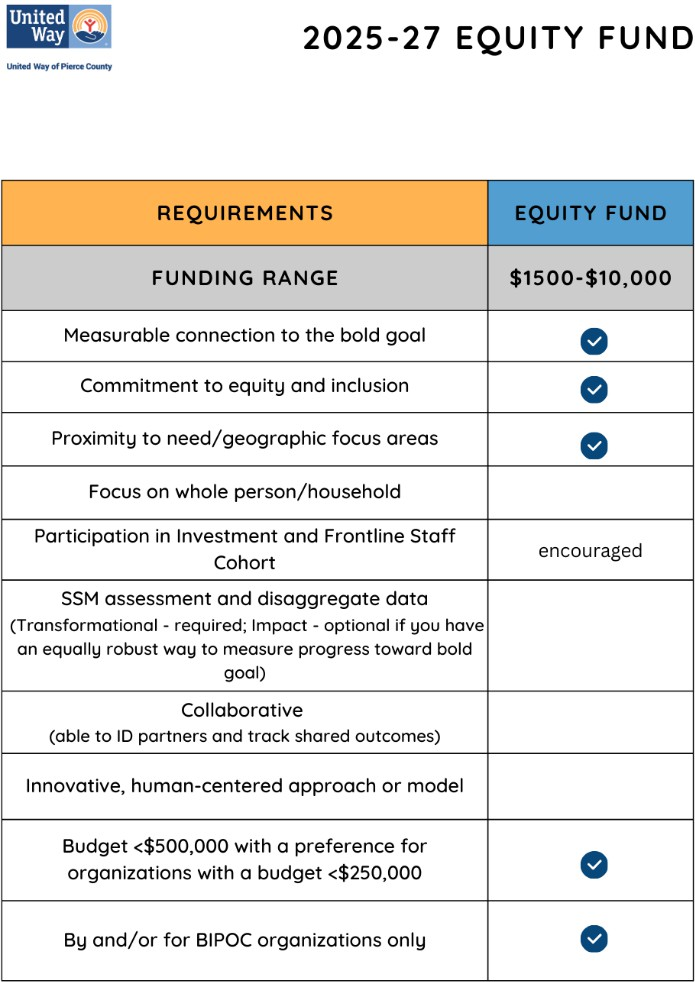 United
Way
United Way of Pierce County
2025-27 EQUITY FUND
REQUIREMENTS
EQUITY FUND
FUNDING RANGE
$1500-$10,000
Measurable connection to the bold goal
Commitment to equity and inclusion
Proximity to need/geographic focus areas
Focus on whole person/household
Participation in Investment and Frontline Staff
Cohort
encouraged
SSM assessment and disaggregate data
(Transformational - required; Impact - optional if you have
an equally robust way to measure progress toward bold
goal)
Collaborative
(able to ID partners and track shared outcomes)
Innovative, human-centered approach or model
Budget <$500,000 with a preference for
organizations with a budget <$250,000
By and/or for BIPOC organizations only